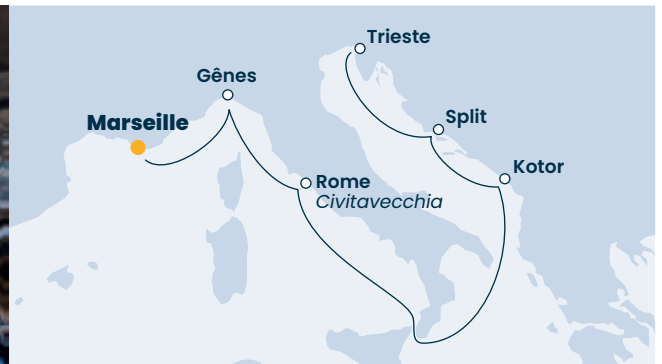 Trieste
Gênes
Marseille
Split
Kotor
Rome
Civitavecchia